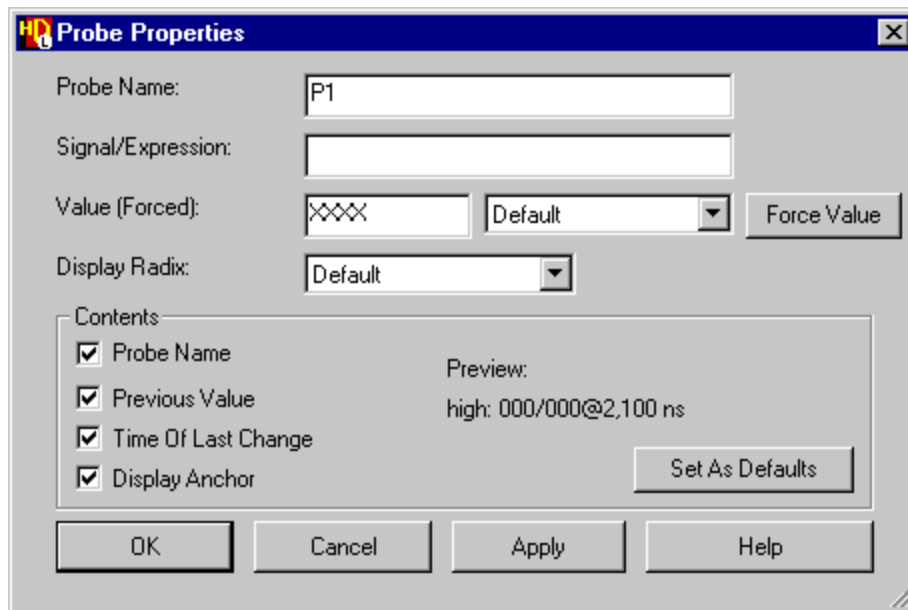 HDL Probe Properties
Probe Name: P1
Signal/Expression:
Value (Forced): XXXX Default Force Value
Display Radix: Default
Contents
Probe Name
Previous Value
Time Of Last Change
Display Anchor
Preview:
high: 000/000@2,100 ns
Set As Defaults
OK Cancel Apply Help